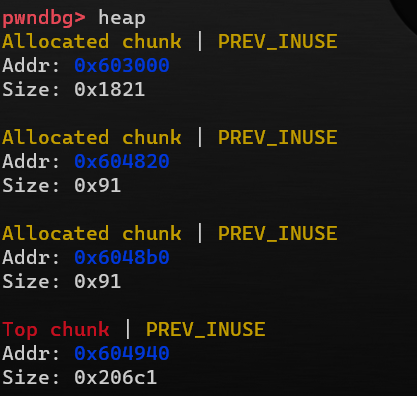 pwndbg> heap
Allocated chunk | PREV_INUSE
Addr: 0x603000
Size: 0x1821
Allocated chunk | PREV_INUSE
Addr: 0x604820
Size: 0x91
Allocated chunk | PREV_INUSE
Addr: 0x6048b0
Size: 0x91
Top chunk | PREV_INUSE
Addr: 0x604940
Size: 0x206c1